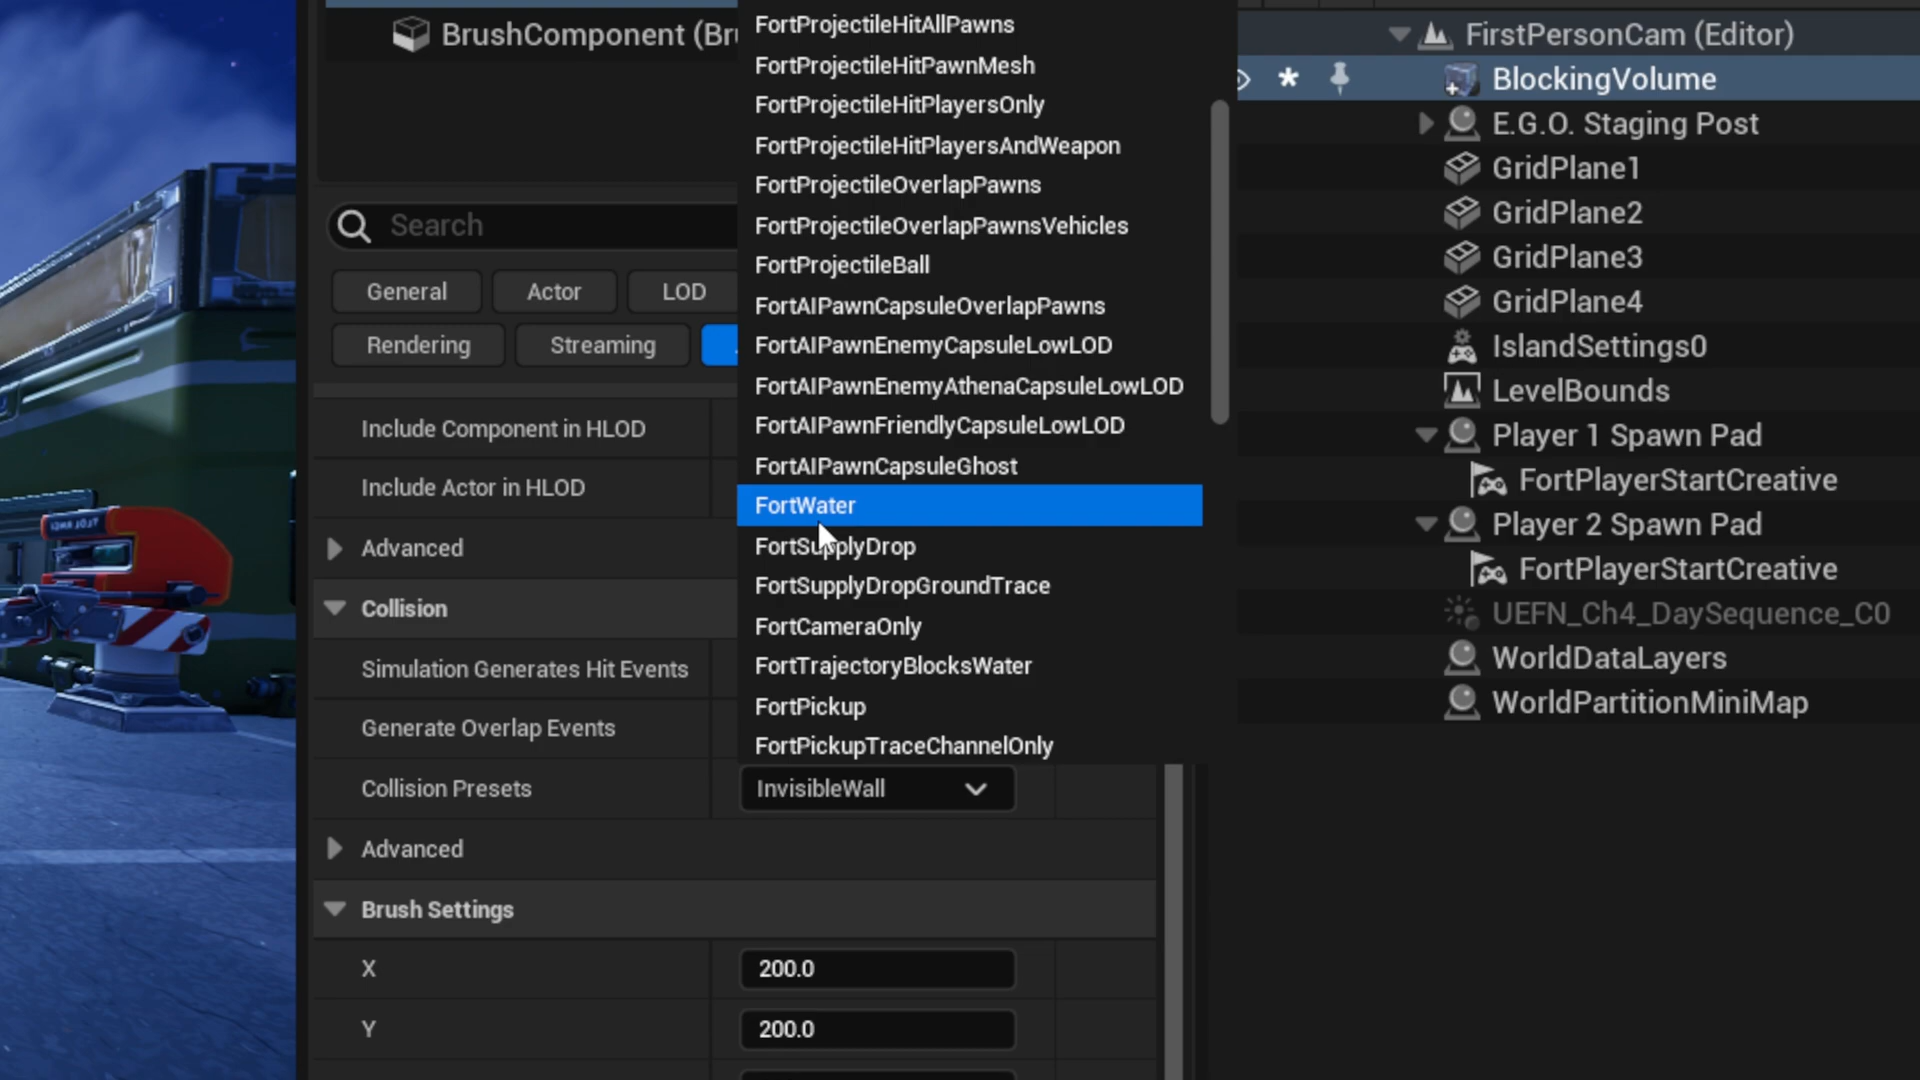 BrushComponent (Bru
Search
General
Actor
LOD
Rendering
Streaming
Include Component in HLOD
Include Actor in HLOD
Advanced
Collision
Simulation Generates Hit Events
Generate Overlap Events
Collision Presets
InvisibleWall
Advanced
Brush Settings
X
200.0
Y
200.0
FortProjectileHitAllPawns
FortProjectileHitPawnMesh
FortProjectileHitPlayersOnly
FortProjectileHitPlayersAndWeapon
FortProjectileOverlapPawns
FortProjectileOverlapPawnsVehicles
FortProjectileBall
FortAIPawnCapsuleOverlapPawns
FortAIPawnEnemyCapsuleLowLOD
FortAIPawnEnemyAthenaCapsuleLowLOD
FortAIPawnFriendlyCapsuleLowLOD
FortAIPawnCapsuleGhost
FortWater
FortSupplyDrop
FortSupplyDropGroundTrace
FortCameraOnly
FortTrajectoryBlocksWater
FortPickup
FortPickupTraceChannelOnly
FirstPersonCam (Editor)
BlockingVolume
E.G.O. Staging Post
GridPlane1
GridPlane2
GridPlane3
GridPlane4
IslandSettings0
LevelBounds
Player 1 Spawn Pad
FortPlayerStartCreative
Player 2 Spawn Pad
FortPlayerStartCreative
UEFN_Ch4_DaySequence_C0
WorldDataLayers
WorldPartitionMiniMap